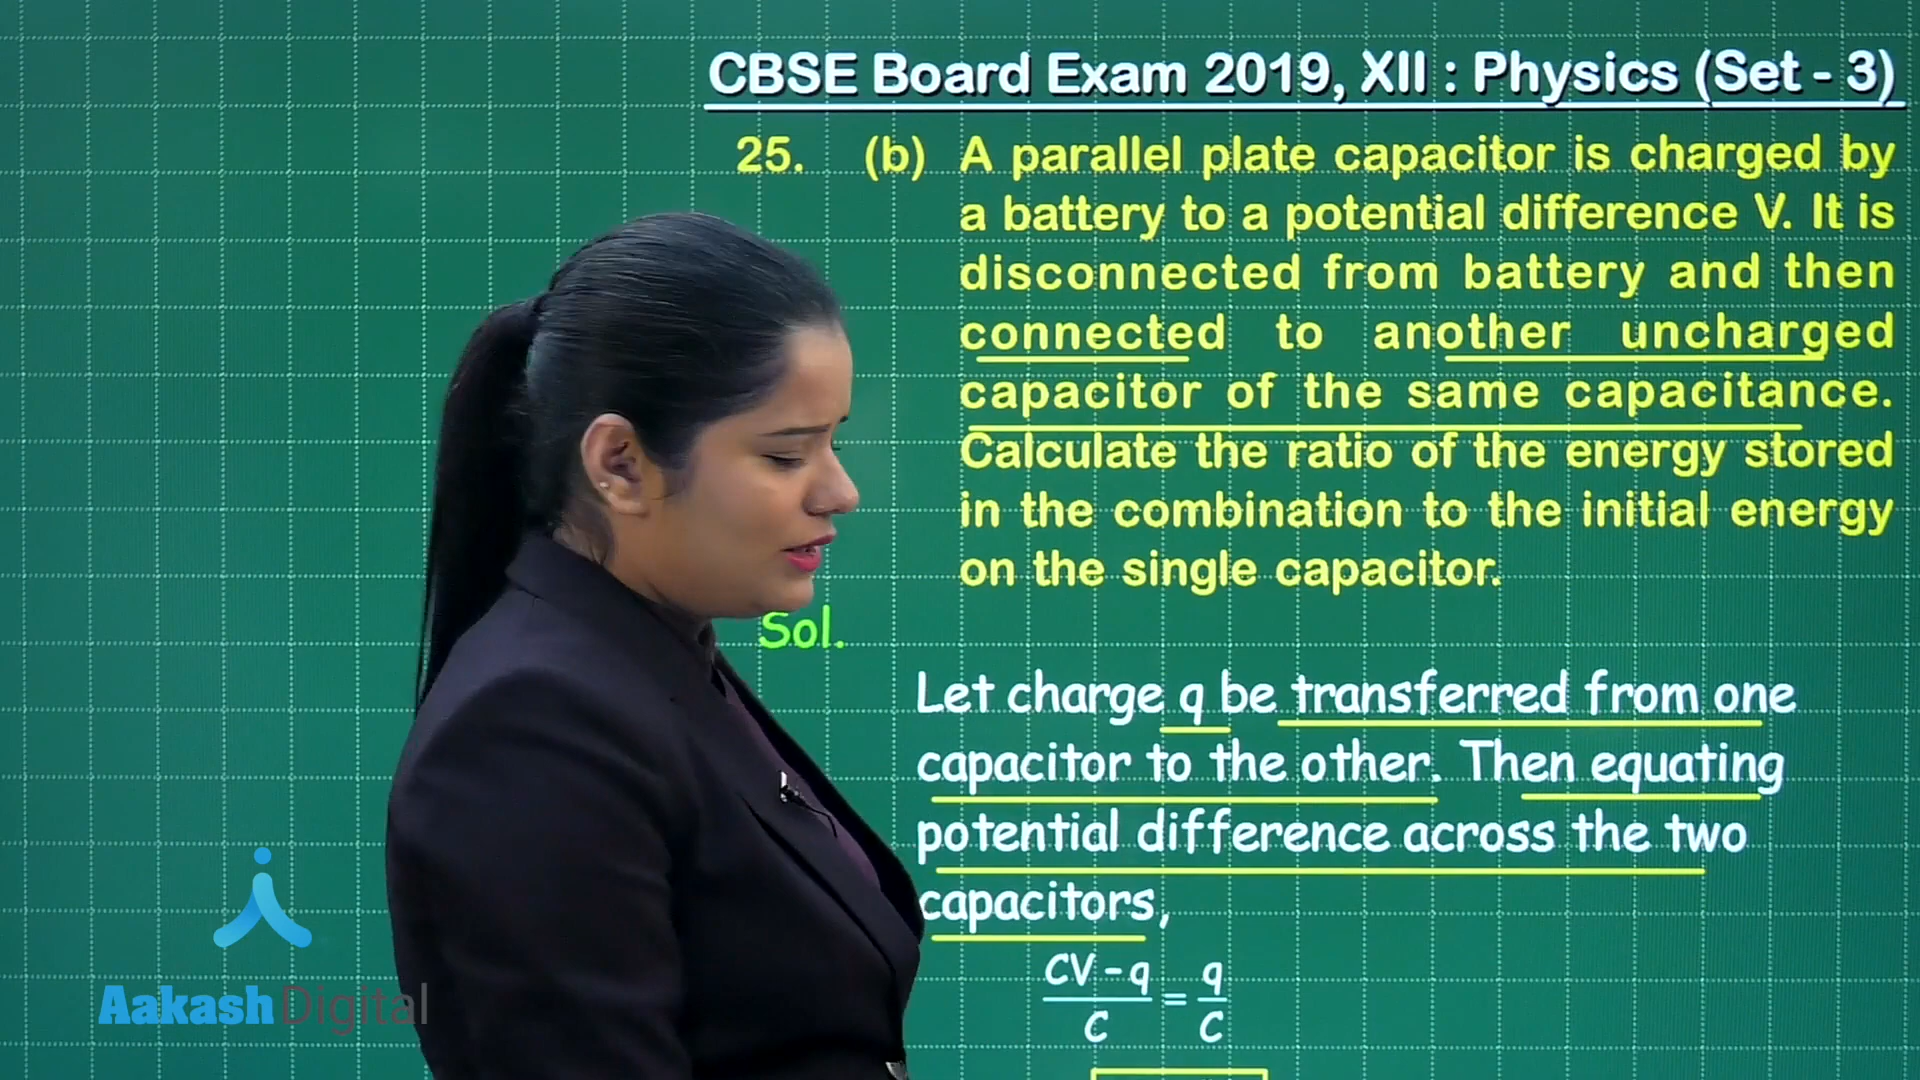 CBSE Board Exam 2019, XII : Physics (Set - 3)
25. (b) A parallel plate capacitor is charged by
a battery to a potential difference V. It is
disconnected from battery and then
connected to another uncharged
capacitor of the same capacitance.
Calculate the ratio of the energy stored
in the combination to the initial energy
on the single capacitor.
Sol.
Let charge q be transferred from one
capacitor to the other. Then equating
potential difference across the two
capacitors,
CV - q / C = q / C
Aakash Digital